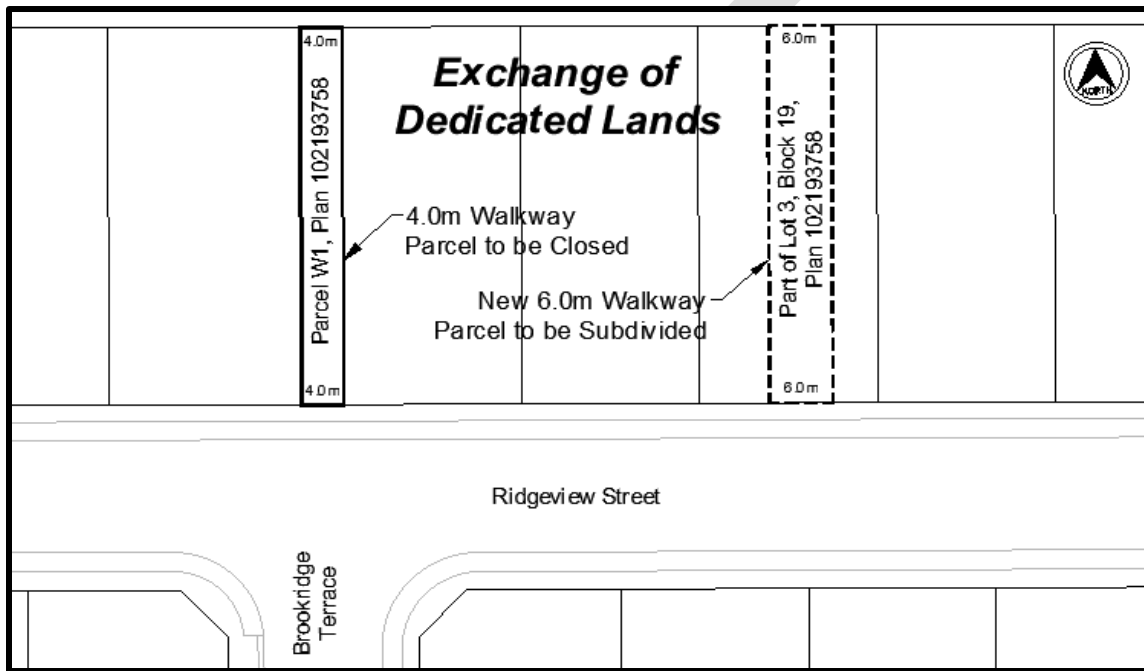 4.0m
6.0m
Exchange of
Dedicated Lands
NORTH
Parcel W1, Plan 102193758
Part of Lot 3, Block 19,
Plan 102193758
4.0m Walkway
Parcel to be Closed
New 6.0m Walkway
Parcel to be Subdivided
4.0m
6.0m
Ridgeview Street
Brookridge
Terrace